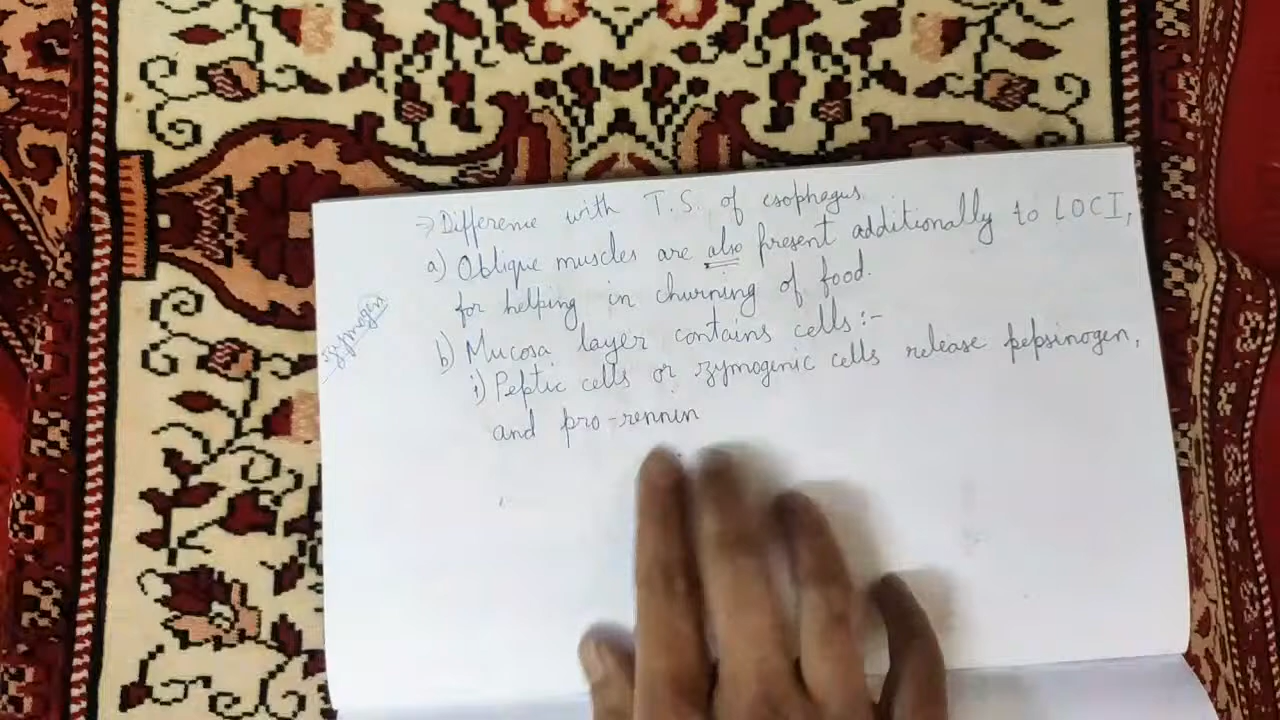 → Difference with T.S. of esophagus
a) Oblique muscles are also present additionally to LOCI,
for helping in churning of food.
b) Mucosa layer contains cells:-
i) Peptic cells or zymogenic cells release pepsinogen,
and pro-rennin
Zymogen